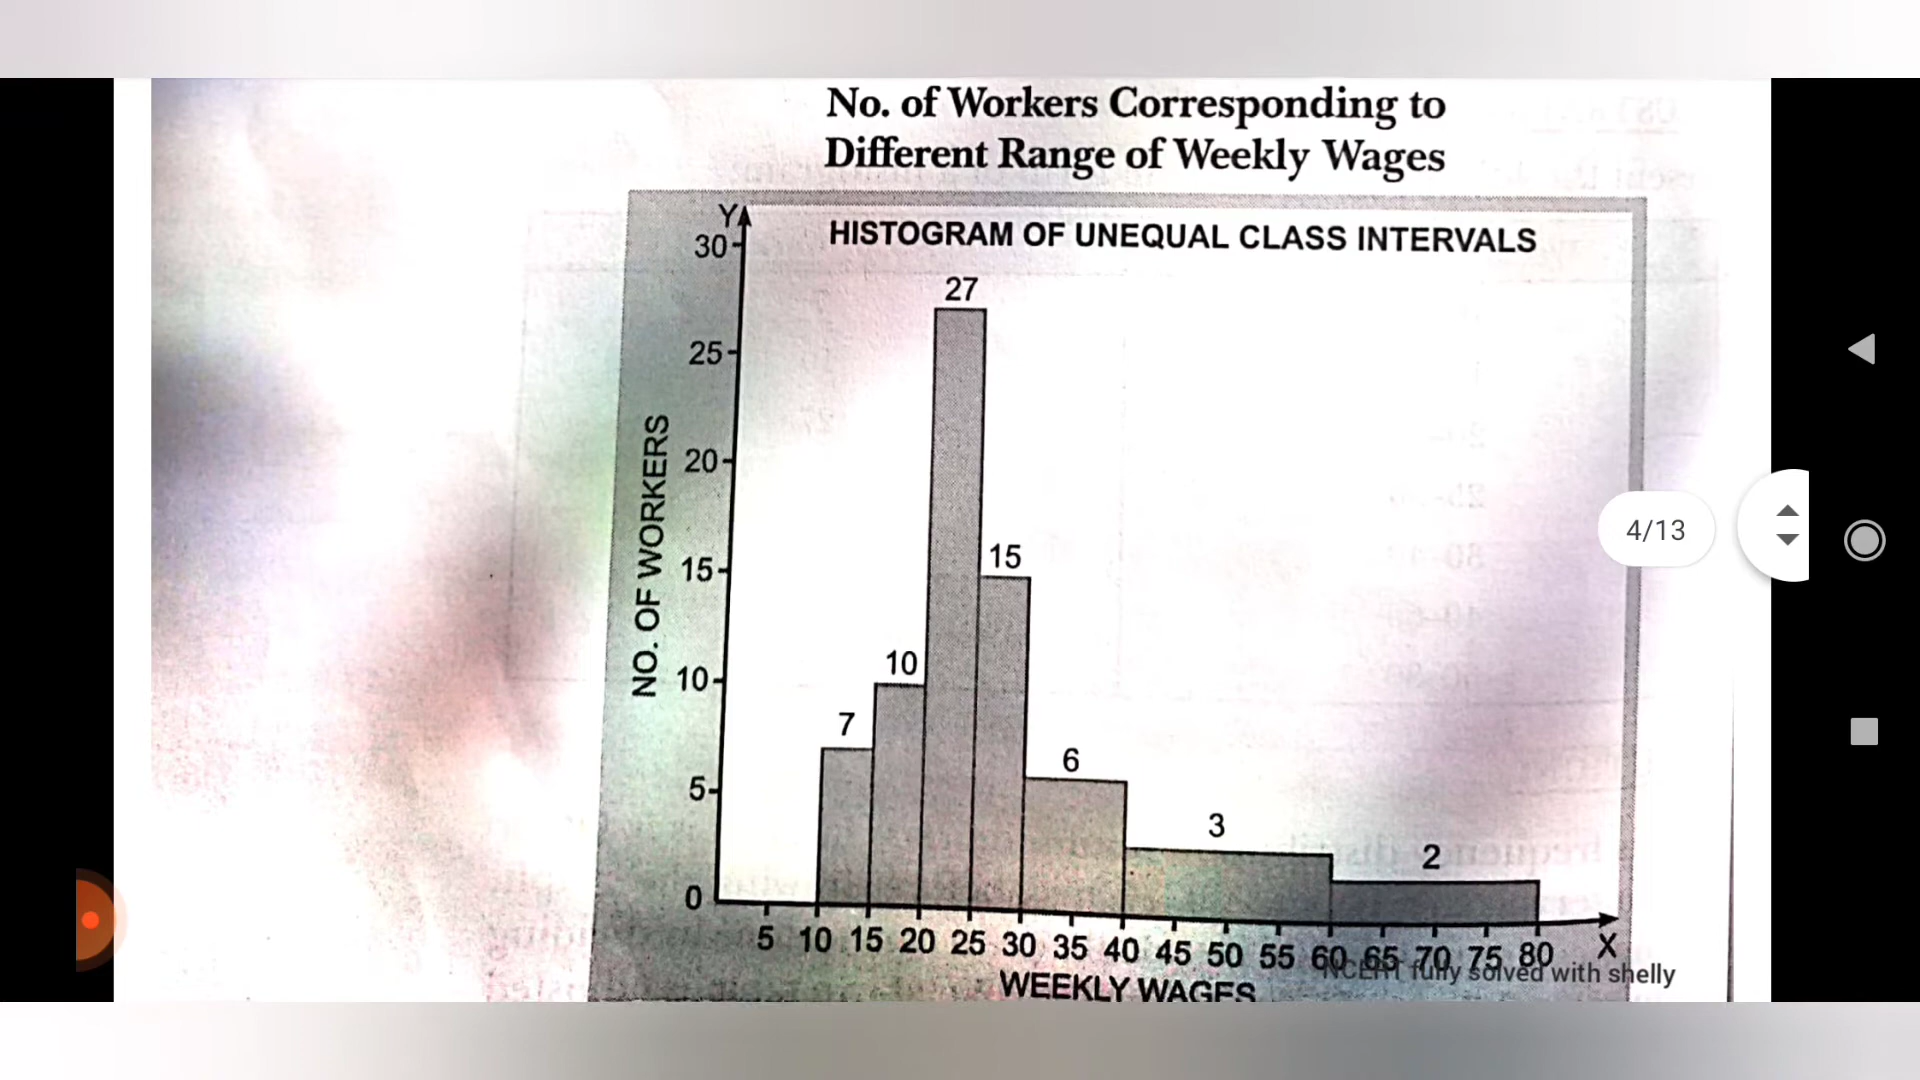 No. of Workers Corresponding to
Different Range of Weekly Wages
Y
HISTOGRAM OF UNEQUAL CLASS INTERVALS
30
27
25
NO. OF WORKERS
20
15
15
10
10
7
6
5
3
2
0
5 10 15 20 25 30 35 40 45 50 55 60 65 70 75 80 X
WEEKLY WAGES
NCERT fully solved with shelly
4/13